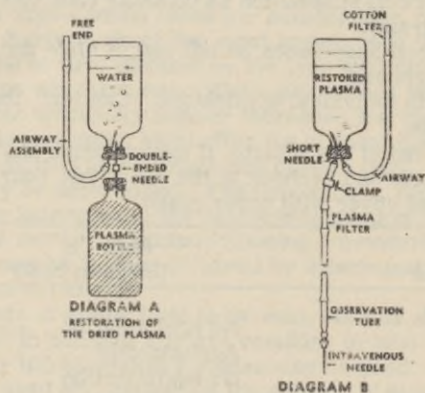 FREE
END
WATER
AIRWAY
ASSEMBLY
DOUBLE-
ENDED
NEEDLE
PLASMA
BOTTLE
DIAGRAM A
RESTORATION OF
THE DRIED PLASMA
COTTON
FILTER
RESTORED
PLASMA
SHORT
NEEDLE
AIRWAY
CLAMP
PLASMA
FILTER
OBSERVATION
TUBE
INTRAVENOUS
NEEDLE
DIAGRAM B